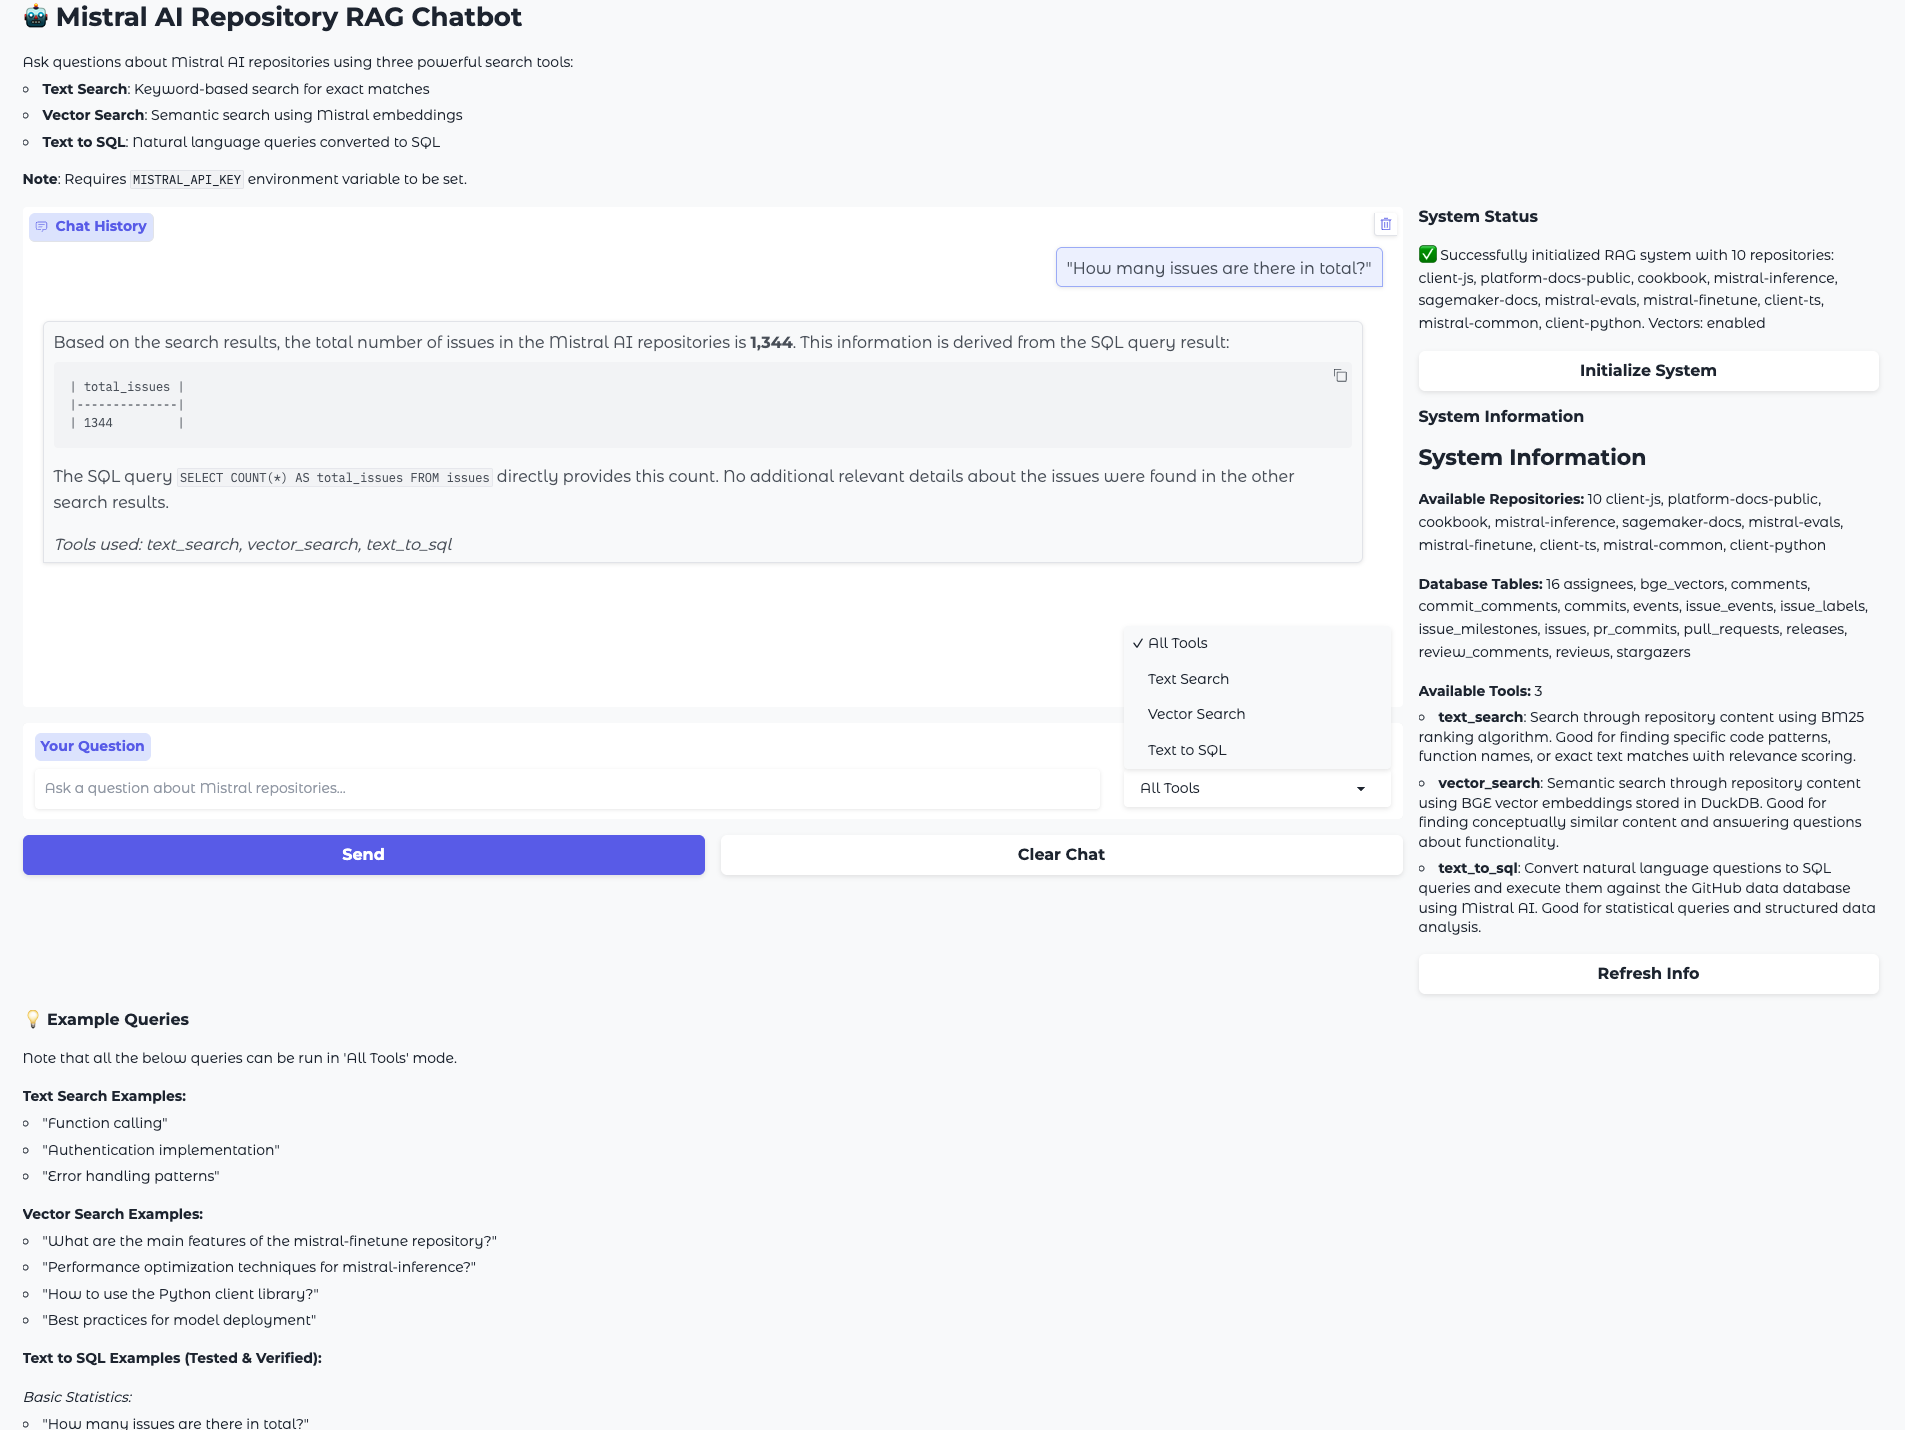 🤖 Mistral AI Repository RAG Chatbot
Ask questions about Mistral AI repositories using three powerful search tools:
Text Search: Keyword-based search for exact matches
Vector Search: Semantic search using Mistral embeddings
Text to SQL: Natural language queries converted to SQL
Note: Requires MISTRAL_API_KEY environment variable to be set.
Chat History
"How many issues are there in total?"
Based on the search results, the total number of issues in the Mistral AI repositories is 1,344. This information is derived from the SQL query result:
| total_issues |
|--------------|
| 1344         |
The SQL query SELECT COUNT(*) AS total_issues FROM issues directly provides this count. No additional relevant details about the issues were found in the other
search results.
Tools used: text_search, vector_search, text_to_sql
✓ All Tools
Text Search
Vector Search
Text to SQL
Your Question
Ask a question about Mistral repositories...
All Tools
Send
Clear Chat
System Status
✅ Successfully initialized RAG system with 10 repositories:
client-js, platform-docs-public, cookbook, mistral-inference,
sagemaker-docs, mistral-evals, mistral-finetune, client-ts,
mistral-common, client-python. Vectors: enabled
Initialize System
System Information
System Information
Available Repositories: 10 client-js, platform-docs-public,
cookbook, mistral-inference, sagemaker-docs, mistral-evals,
mistral-finetune, client-ts, mistral-common, client-python
Database Tables: 16 assignees, bge_vectors, comments,
commit_comments, commits, events, issue_events, issue_labels,
issue_milestones, issues, pr_commits, pull_requests, releases,
review_comments, reviews, stargazers
Available Tools: 3
text_search: Search through repository content using BM25
ranking algorithm. Good for finding specific code patterns,
function names, or exact text matches with relevance scoring.
vector_search: Semantic search through repository content
using BGE vector embeddings stored in DuckDB. Good for
finding conceptually similar content and answering questions
about functionality.
text_to_sql: Convert natural language questions to SQL
queries and execute them against the GitHub data database
using Mistral AI. Good for statistical queries and structured data
analysis.
Refresh Info
💡 Example Queries
Note that all the below queries can be run in 'All Tools' mode.
Text Search Examples:
"Function calling"
"Authentication implementation"
"Error handling patterns"
Vector Search Examples:
"What are the main features of the mistral-finetune repository?"
"Performance optimization techniques for mistral-inference?"
"How to use the Python client library?"
"Best practices for model deployment"
Text to SQL Examples (Tested & Verified):
Basic Statistics:
"How many issues are there in total?"